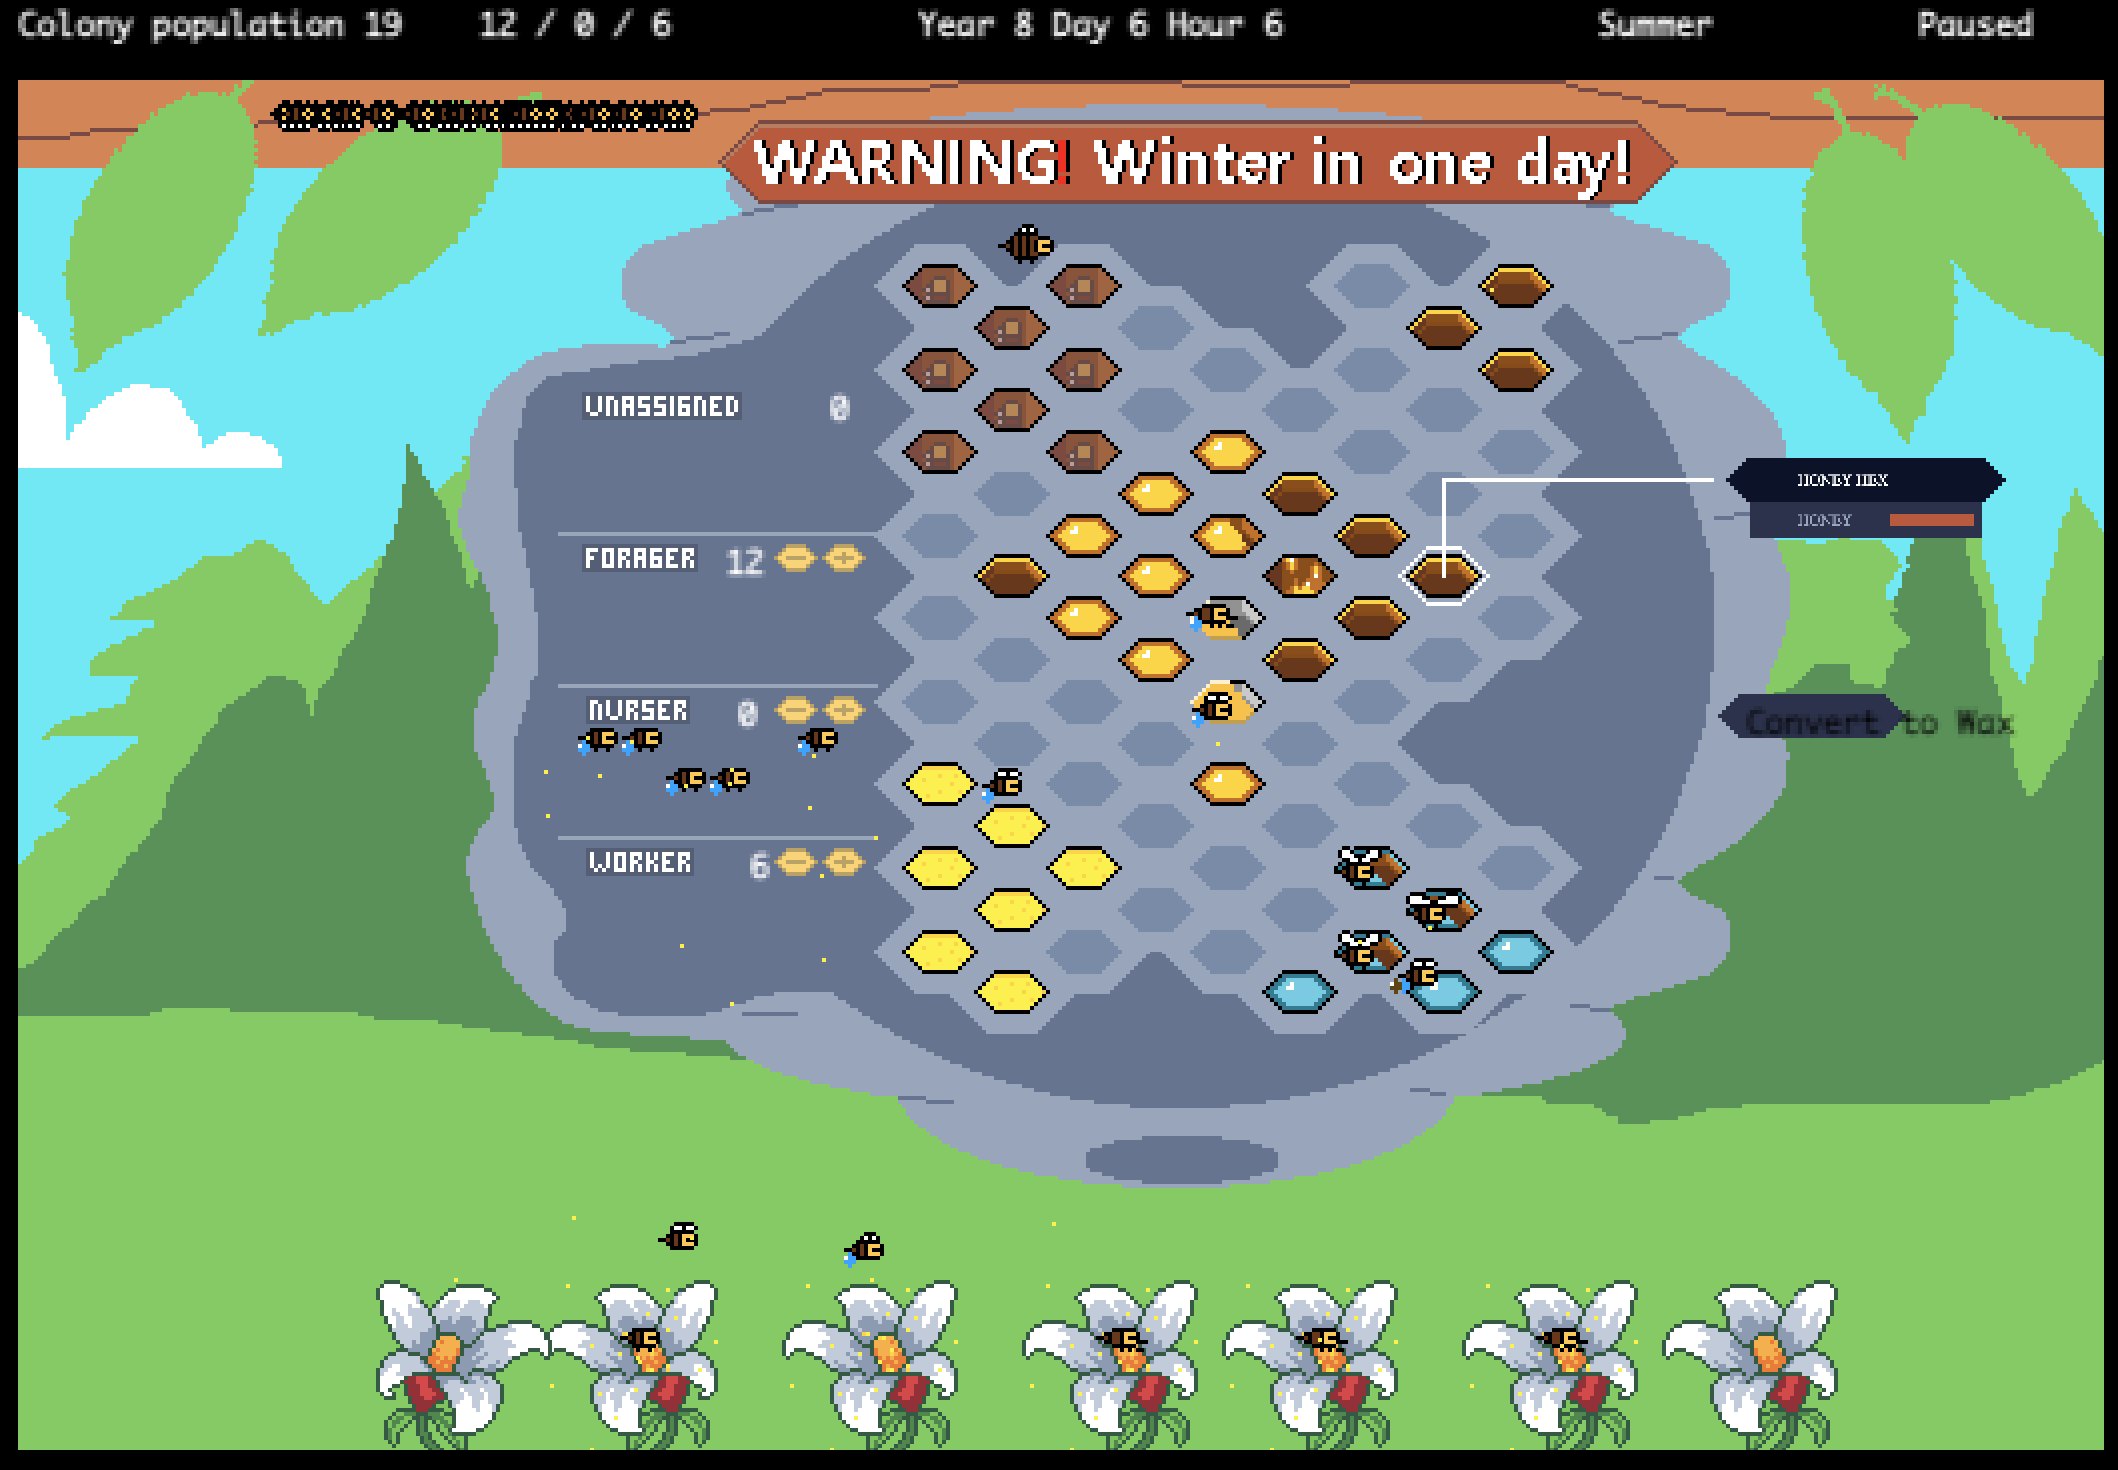 Colony population 19 12 / 0 / 6 Year 8 Day 6 Hour 6 Summer Paused
WARNING! Winter in one day!
UNASSIGNED 0
HONEY HEX
HONEY
FORAGER 12
NURSER 0
Convert to Wax
WORKER 6